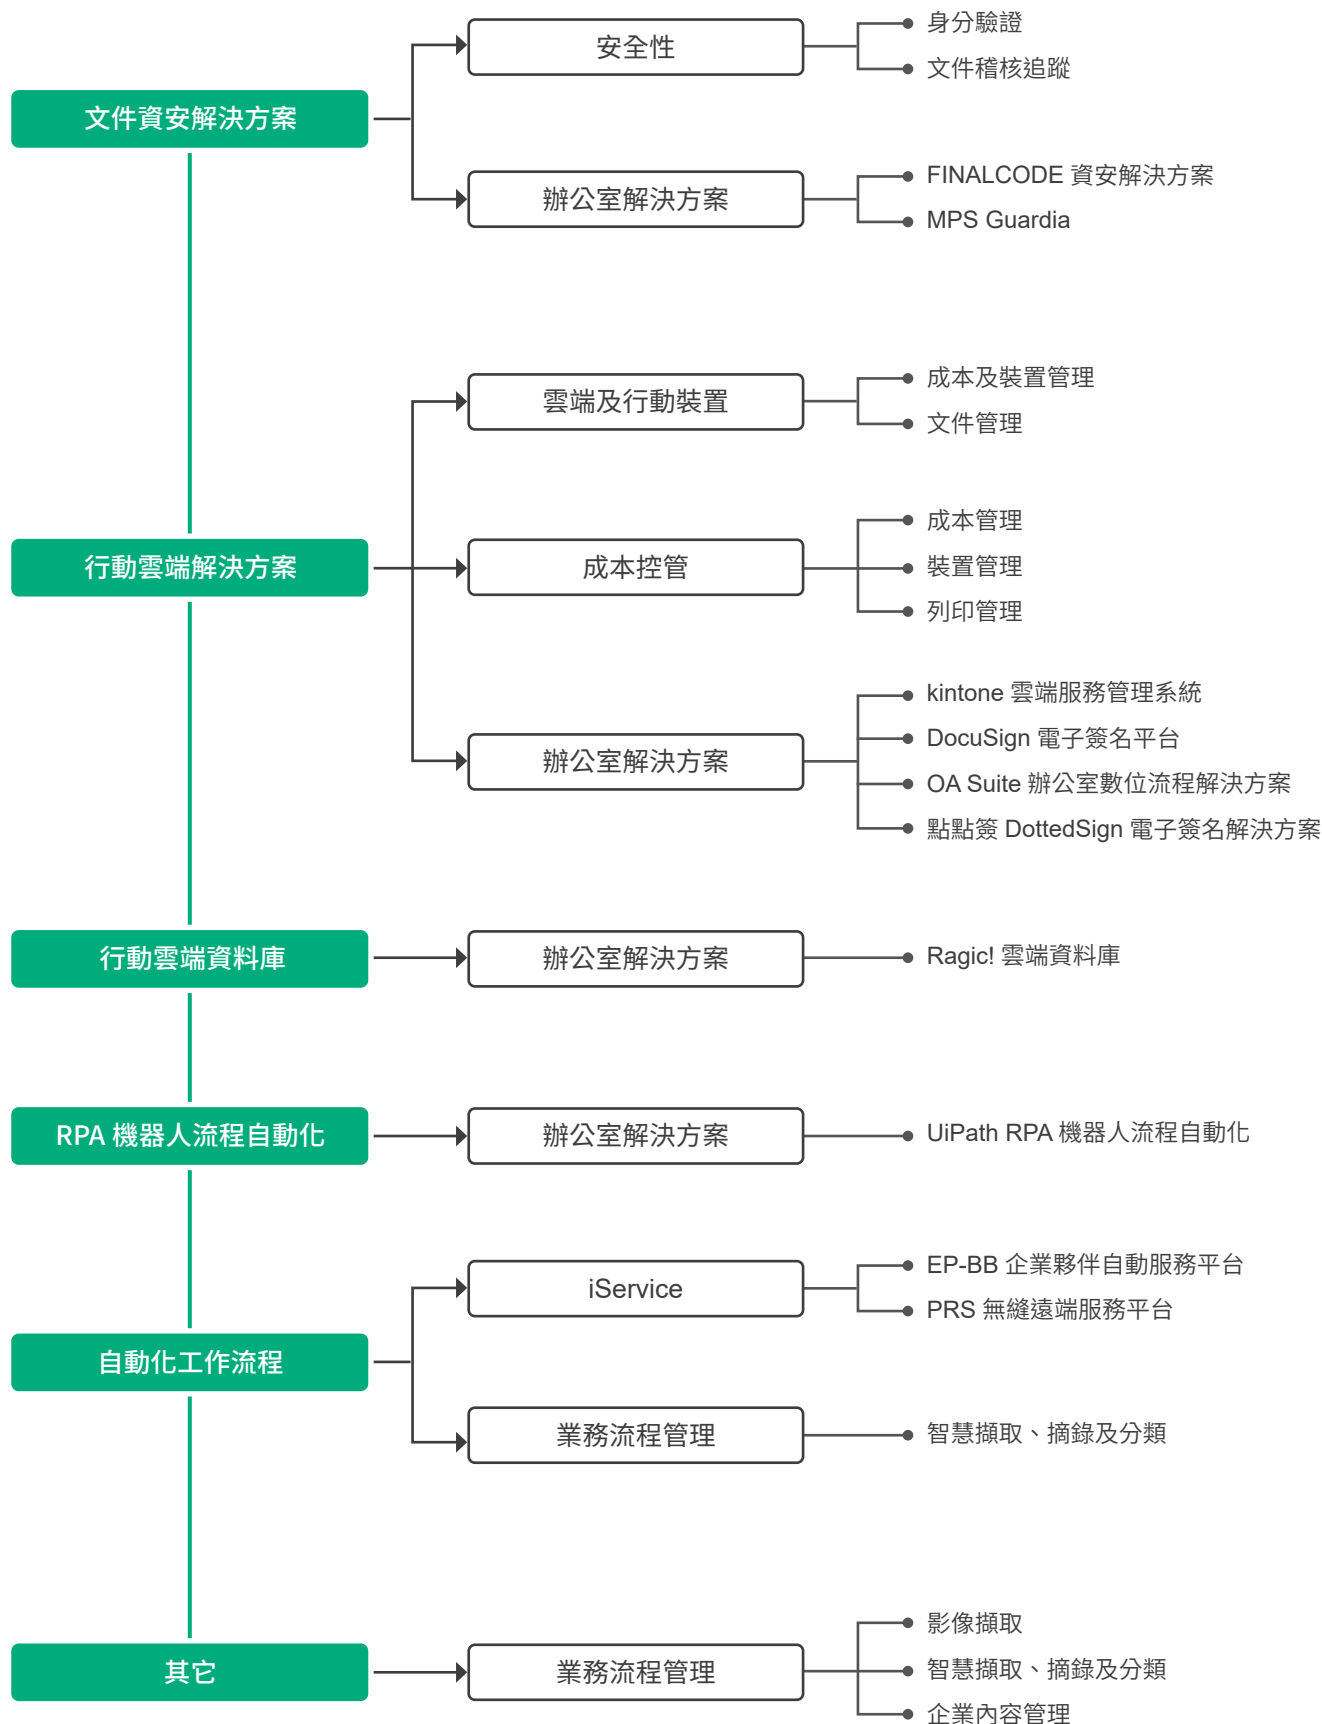 文件資安解決方案
安全性
身分驗證
文件稽核追蹤
辦公室解決方案
FINALCODE 資安解決方案
MPS Guardia
行動雲端解決方案
雲端及行動裝置
成本及裝置管理
文件管理
成本控管
成本管理
裝置管理
列印管理
辦公室解決方案
kintone 雲端服務管理系統
DocuSign 電子簽名平台
OA Suite 辦公室數位流程解決方案
點點簽 DottedSign 電子簽名解決方案
行動雲端資料庫
辦公室解決方案
Ragic! 雲端資料庫
RPA 機器人流程自動化
辦公室解決方案
UiPath RPA 機器人流程自動化
自動化工作流程
iService
EP-BB 企業夥伴自動服務平台
PRS 無縫遠端服務平台
業務流程管理
智慧擷取、摘錄及分類
其它
業務流程管理
影像擷取
智慧擷取、摘錄及分類
企業內容管理